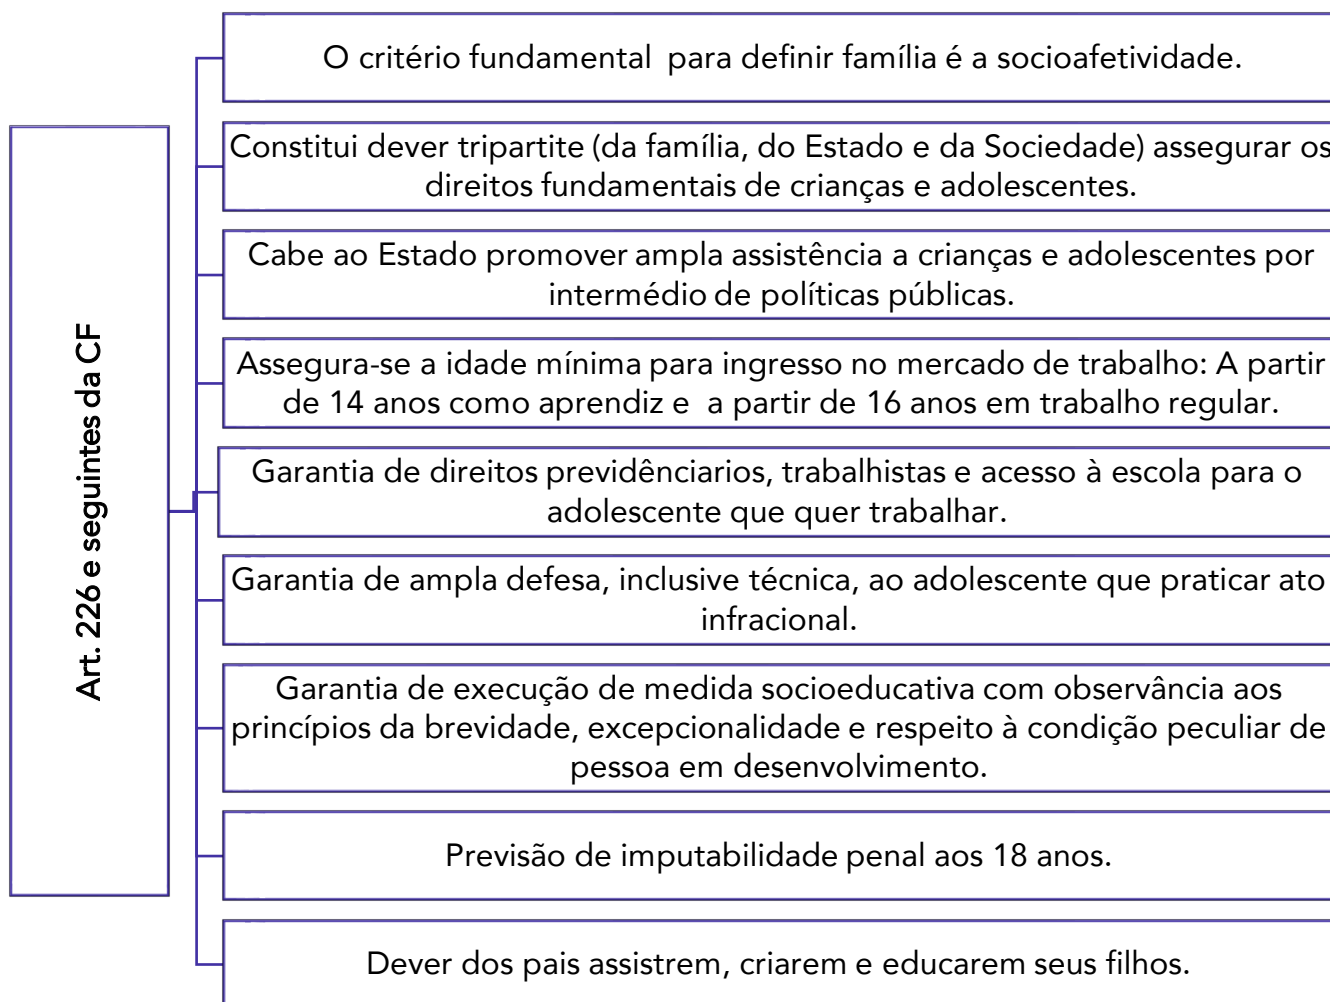 Art. 226 e seguintes da CF
O critério fundamental para definir família é a socioafetividade.
Constitui dever tripartite (da família, do Estado e da Sociedade) assegurar os
direitos fundamentais de crianças e adolescentes.
Cabe ao Estado promover ampla assistência a crianças e adolescentes por
intermédio de políticas públicas.
Assegura-se a idade mínima para ingresso no mercado de trabalho: A partir
de 14 anos como aprendiz e a partir de 16 anos em trabalho regular.
Garantia de direitos previdênciarios, trabalhistas e acesso à escola para o
adolescente que quer trabalhar.
Garantia de ampla defesa, inclusive técnica, ao adolescente que praticar ato
infracional.
Garantia de execução de medida socioeducativa com observância aos
princípios da brevidade, excepcionalidade e respeito à condição peculiar de
pessoa em desenvolvimento.
Previsão de imputabilidade penal aos 18 anos.
Dever dos pais assistrem, criarem e educarem seus filhos.